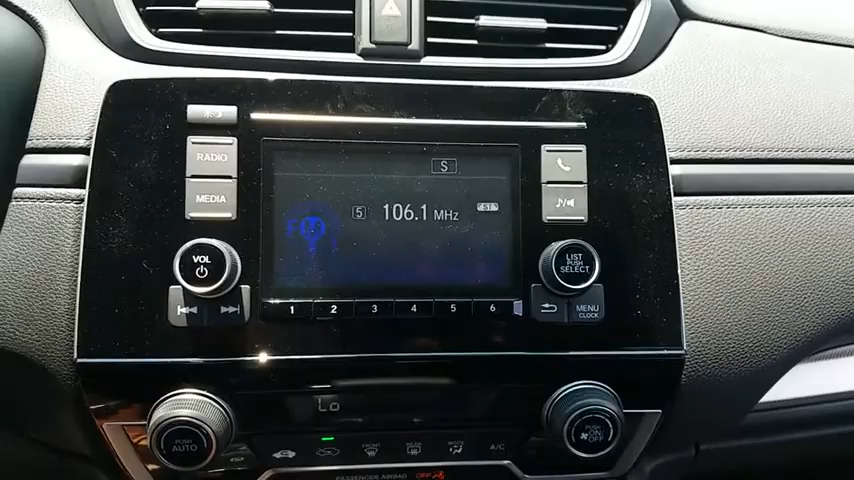 RADIO
MEDIA
VOL
S
FM
5 106.1 MHz
ST
LIST
PUSH
SELECT
1 2 3 4 5 6
MENU
CLOCK
Lo
PUSH
AUTO
FRONT
REAR
MODE
A/C
PUSH
ON
OFF
PASSENGER AIRBAG OFF